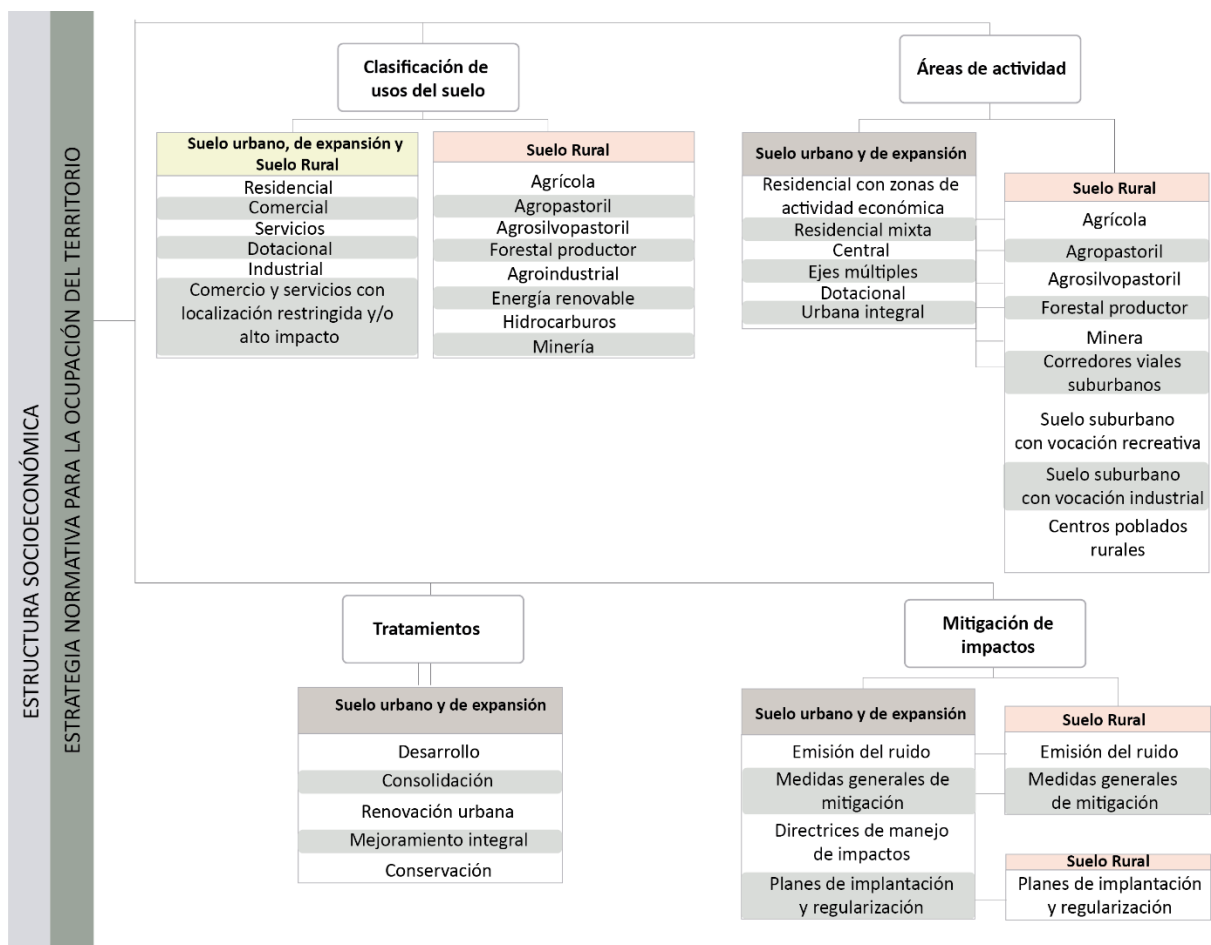 ESTRUCTURA SOCIOECONÓMICA
ESTRATEGIA NORMATIVA PARA LA OCUPACIÓN DEL TERRITORIO
Clasificación de
usos del suelo
Suelo urbano, de expansión y
Suelo Rural
Residencial
Comercial
Servicios
Dotacional
Industrial
Comercio y servicios con
localización restringida y/o
alto impacto
Suelo Rural
Agrícola
Agropastoril
Agrosilvopastoril
Forestal productor
Agroindustrial
Energía renovable
Hidrocarburos
Minería
Áreas de actividad
Suelo urbano y de expansión
Residencial con zonas de
actividad económica
Residencial mixta
Central
Ejes múltiples
Dotacional
Urbana integral
Suelo Rural
Agrícola
Agropastoril
Agrosilvopastoril
Forestal productor
Minera
Corredores viales
suburbanos
Suelo suburbano
con vocación recreativa
Suelo suburbano
con vocación industrial
Centros poblados
rurales
Tratamientos
Suelo urbano y de expansión
Desarrollo
Consolidación
Renovación urbana
Mejoramiento integral
Conservación
Mitigación de
impactos
Suelo urbano y de expansión
Emisión del ruido
Medidas generales de
mitigación
Directrices de manejo
de impactos
Planes de implantación
y regularización
Suelo Rural
Emisión del ruido
Medidas generales
de mitigación
Suelo Rural
Planes de implantación
y regularización